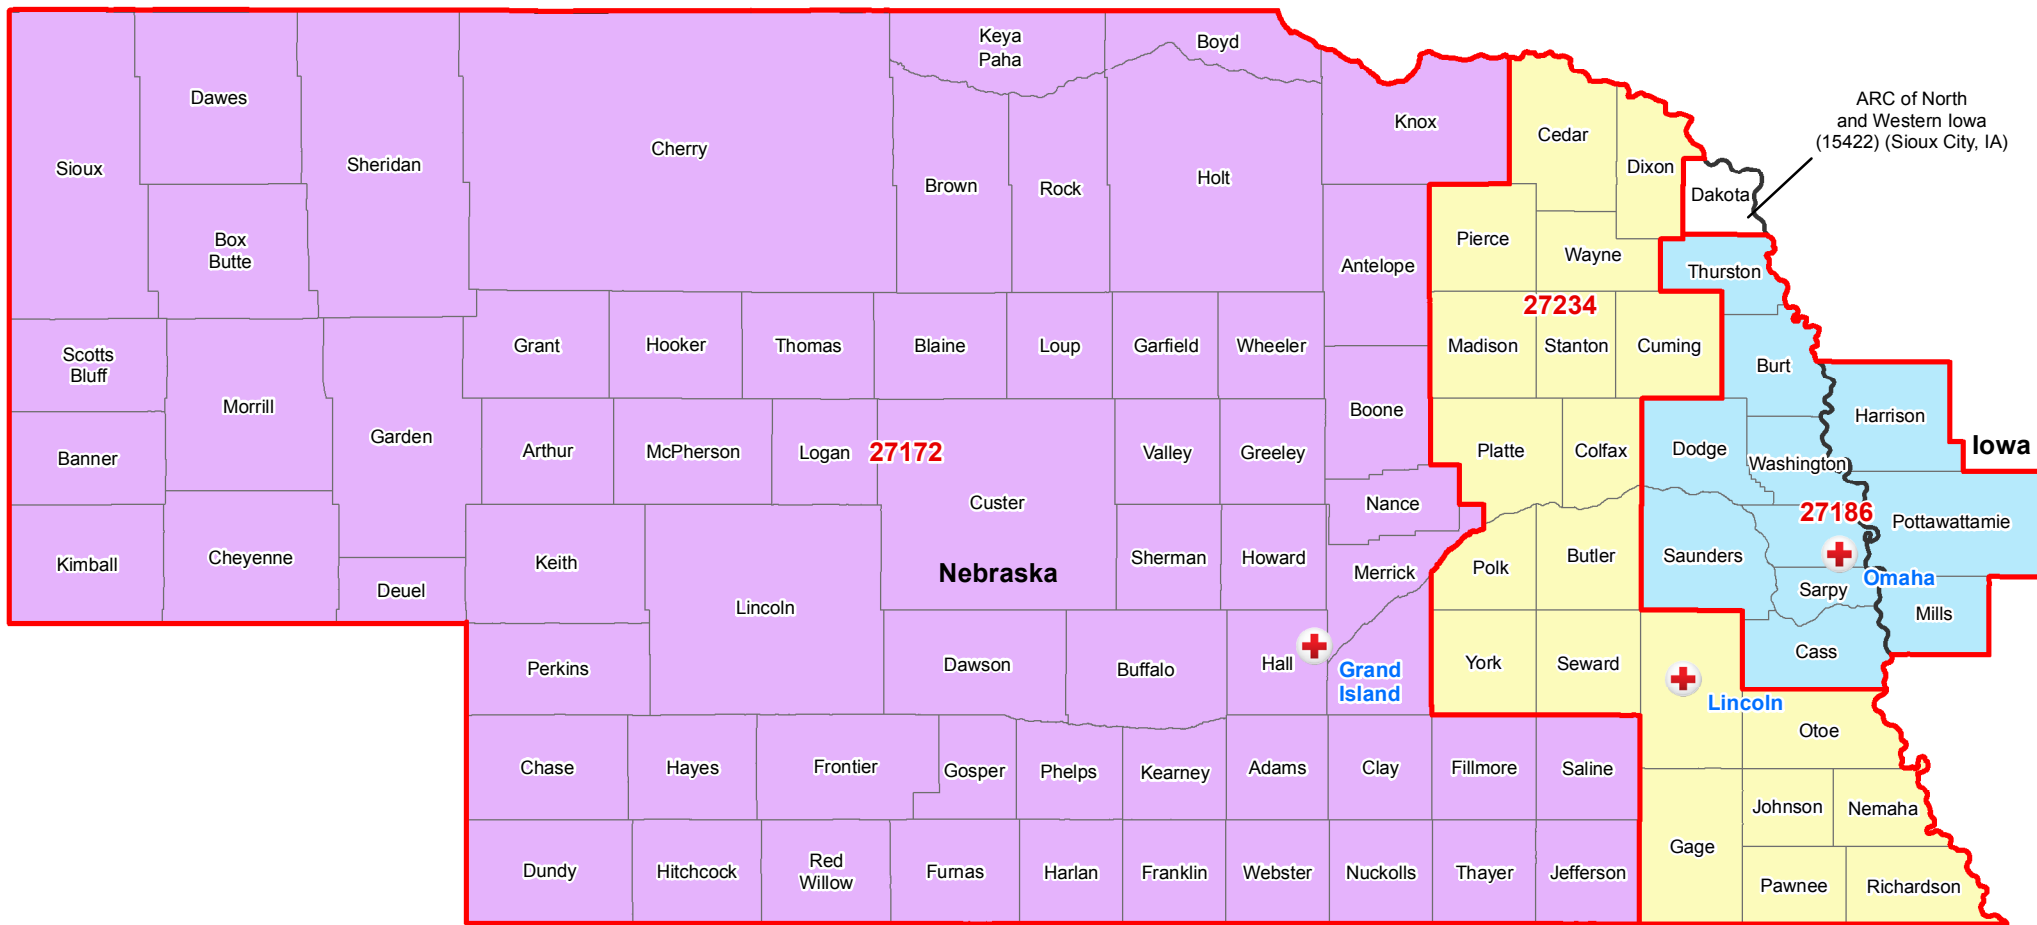 Keya
Paha
Boyd
Dawes
Knox
ARC of North
and Western Iowa
(15422) (Sioux City, IA)
Cedar
Sioux
Sheridan
Cherry
Brown
Rock
Holt
Dixon
Dakota
Box
Butte
Antelope
Pierce
Wayne
Thurston
27234
Scotts
Bluff
Grant
Hooker
Thomas
Blaine
Loup
Garfield
Wheeler
Madison
Stanton
Cuming
Burt
Morrill
Garden
Boone
Harrison
Banner
Arthur
McPherson
Logan
27172
Valley
Greeley
Platte
Colfax
Dodge
Washington
Iowa
Custer
Nance
27186
Pottawattamie
Kimball
Cheyenne
Keith
Sherman
Howard
Polk
Butler
Saunders
Nebraska
Merrick
Omaha
Deuel
Sarpy
Lincoln
Mills
Perkins
Dawson
Buffalo
Hall
Grand
Island
York
Seward
Cass
Lincoln
Otoe
Chase
Hayes
Frontier
Gosper
Phelps
Kearney
Adams
Clay
Fillmore
Saline
Johnson
Nemaha
Dundy
Hitchcock
Red
Willow
Furnas
Harlan
Franklin
Webster
Nuckolls
Thayer
Jefferson
Gage
Pawnee
Richardson